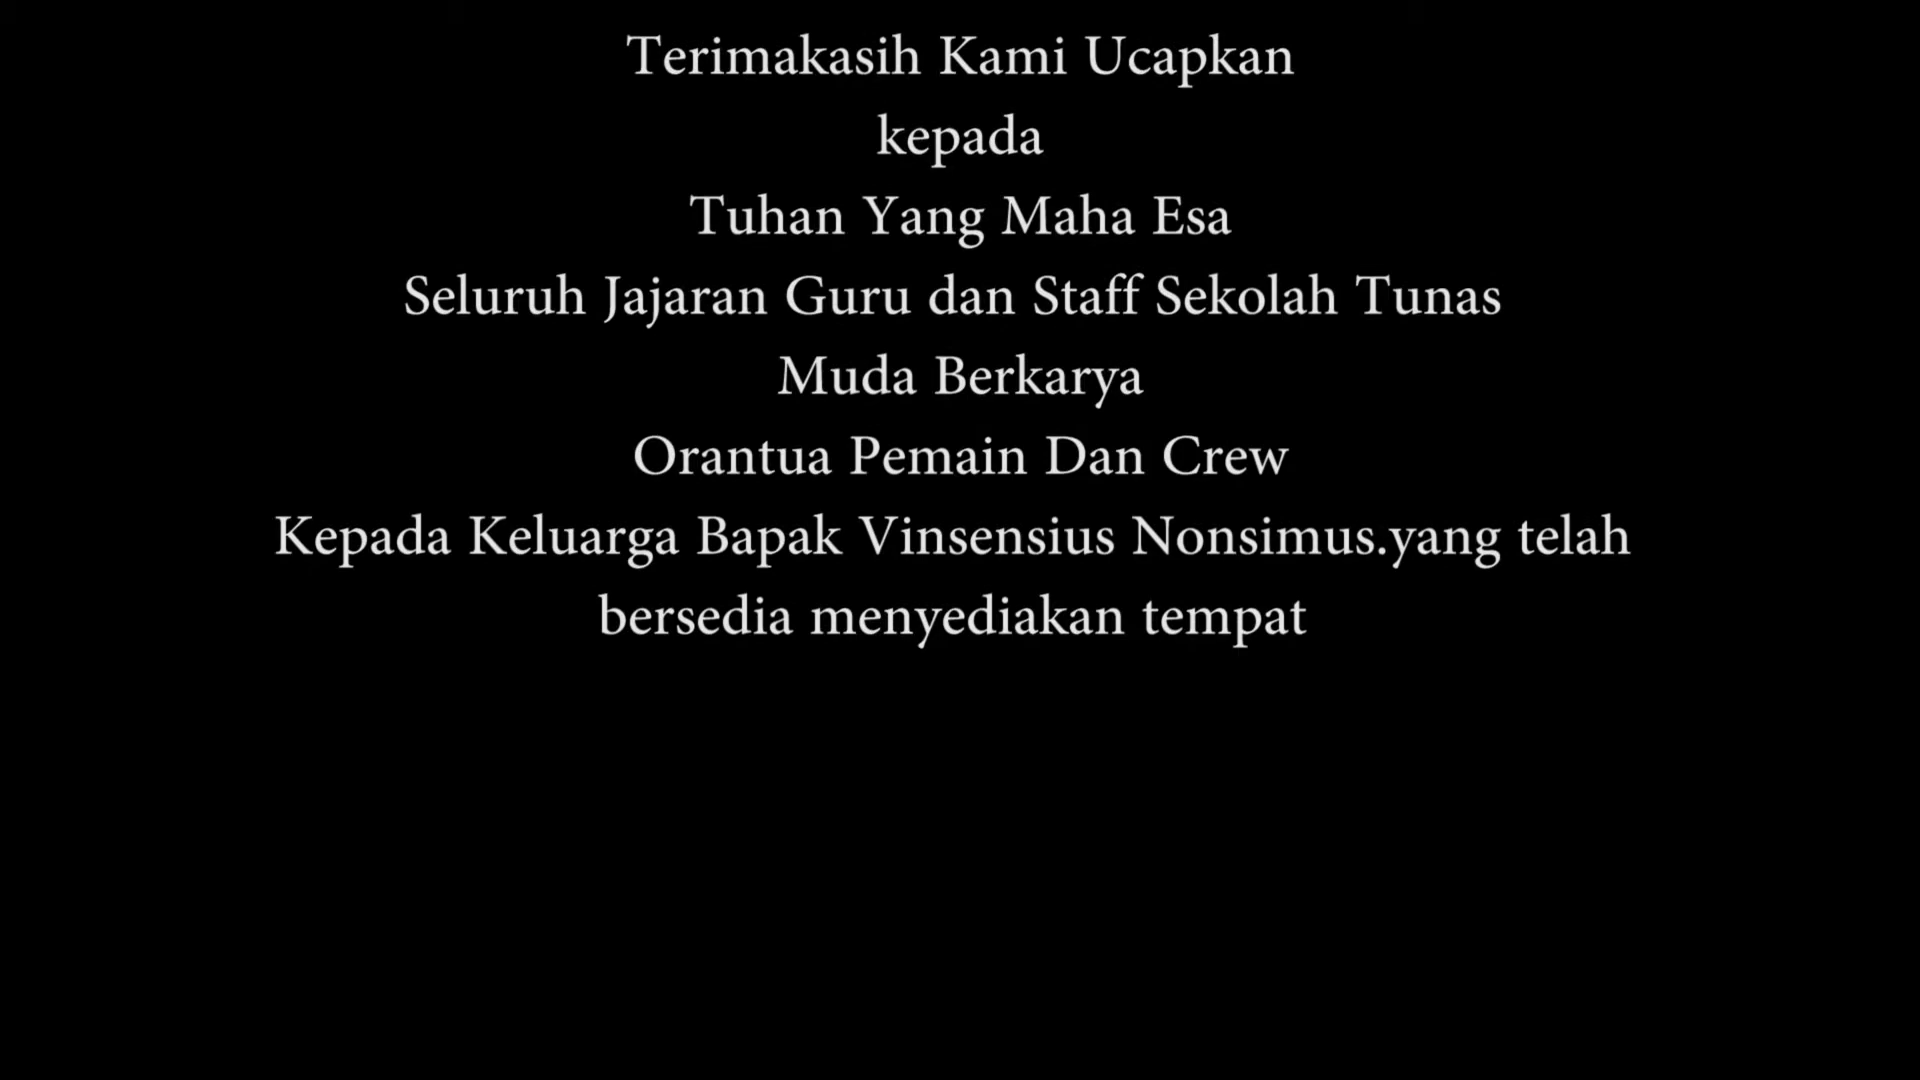 Terimakasih Kami Ucapkan
kepada
Tuhan Yang Maha Esa
Seluruh Jajaran Guru dan Staff Sekolah Tunas
Muda Berkarya
Orantua Pemain Dan Crew
Kepada Keluarga Bapak Vinsensius Nonsimus.yang telah
bersedia menyediakan tempat